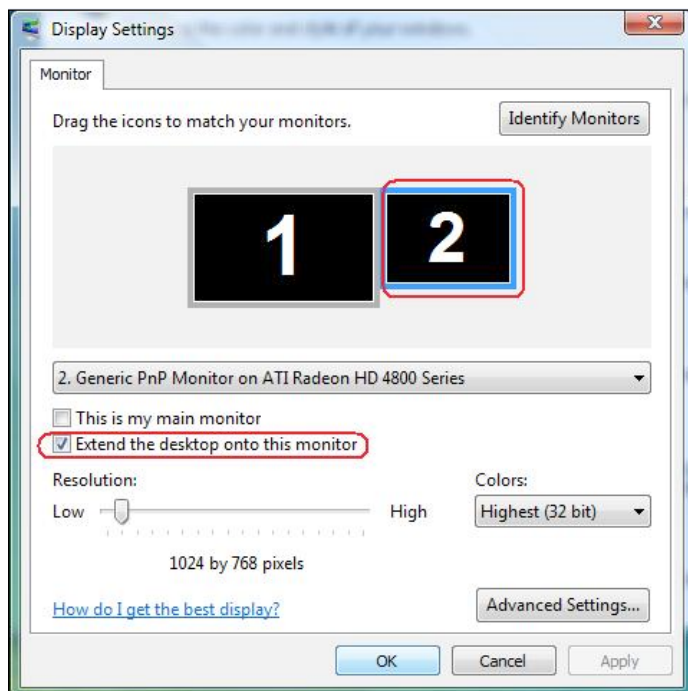 Display Settings
Monitor
Drag the icons to match your monitors.
Identify Monitors
1
2
2. Generic PnP Monitor on ATI Radeon HD 4800 Series
This is my main monitor
Extend the desktop onto this monitor
Resolution:
Colors:
Low
High
Highest (32 bit)
1024 by 768 pixels
How do I get the best display?
Advanced Settings...
OK
Cancel
Apply